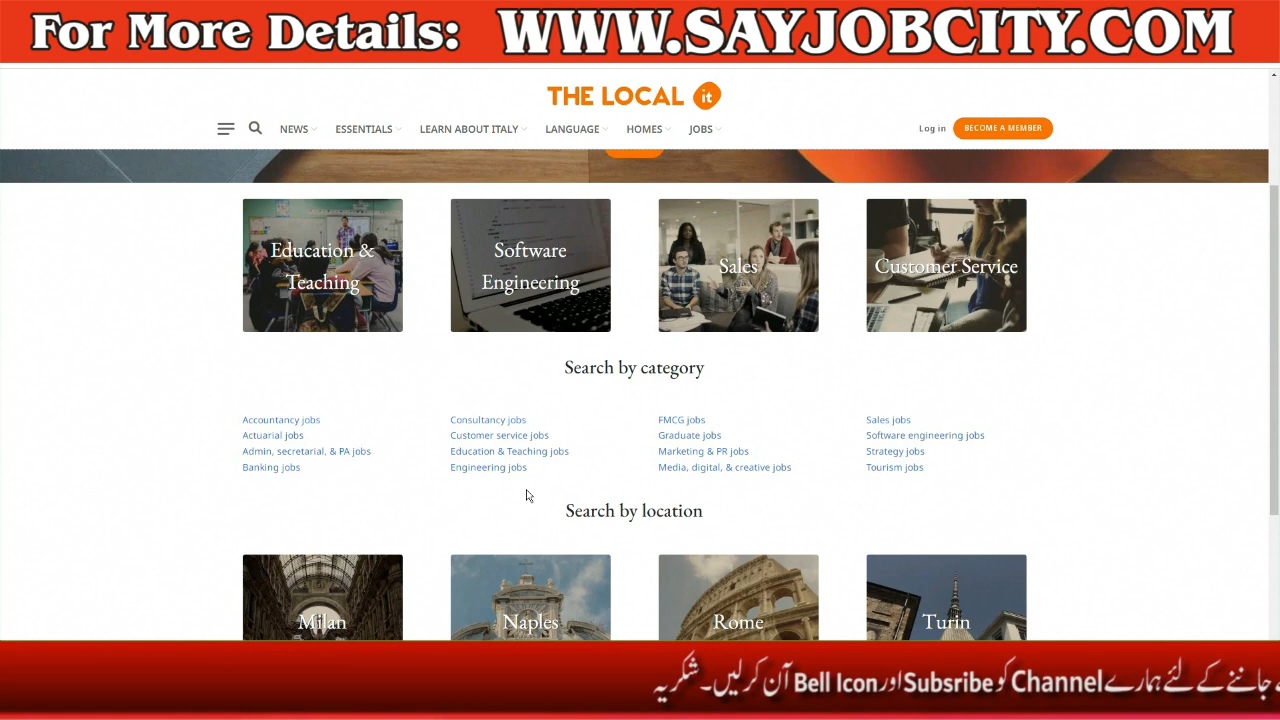 For More Details: WWW.SAYJOBCITY.COM
THE LOCAL it
NEWS ESSENTIALS LEARN ABOUT ITALY LANGUAGE HOMES JOBS Log in BECOME A MEMBER
Education & Teaching
Software Engineering
Sales
Customer Service
Search by category
Accountancy jobs Consultancy jobs FMCG jobs Sales jobs
Actuarial jobs Customer service jobs Graduate jobs Software engineering jobs
Admin, secretarial, & PA jobs Education & Teaching jobs Marketing & PR jobs Strategy jobs
Banking jobs Engineering jobs Media, digital, & creative jobs Tourism jobs
Search by location
Milan Naples Rome Turin
جاننے کے لئے ہمارے Channel کو Subsribe اور Bell Icon آن کرلیں۔ شکریہ